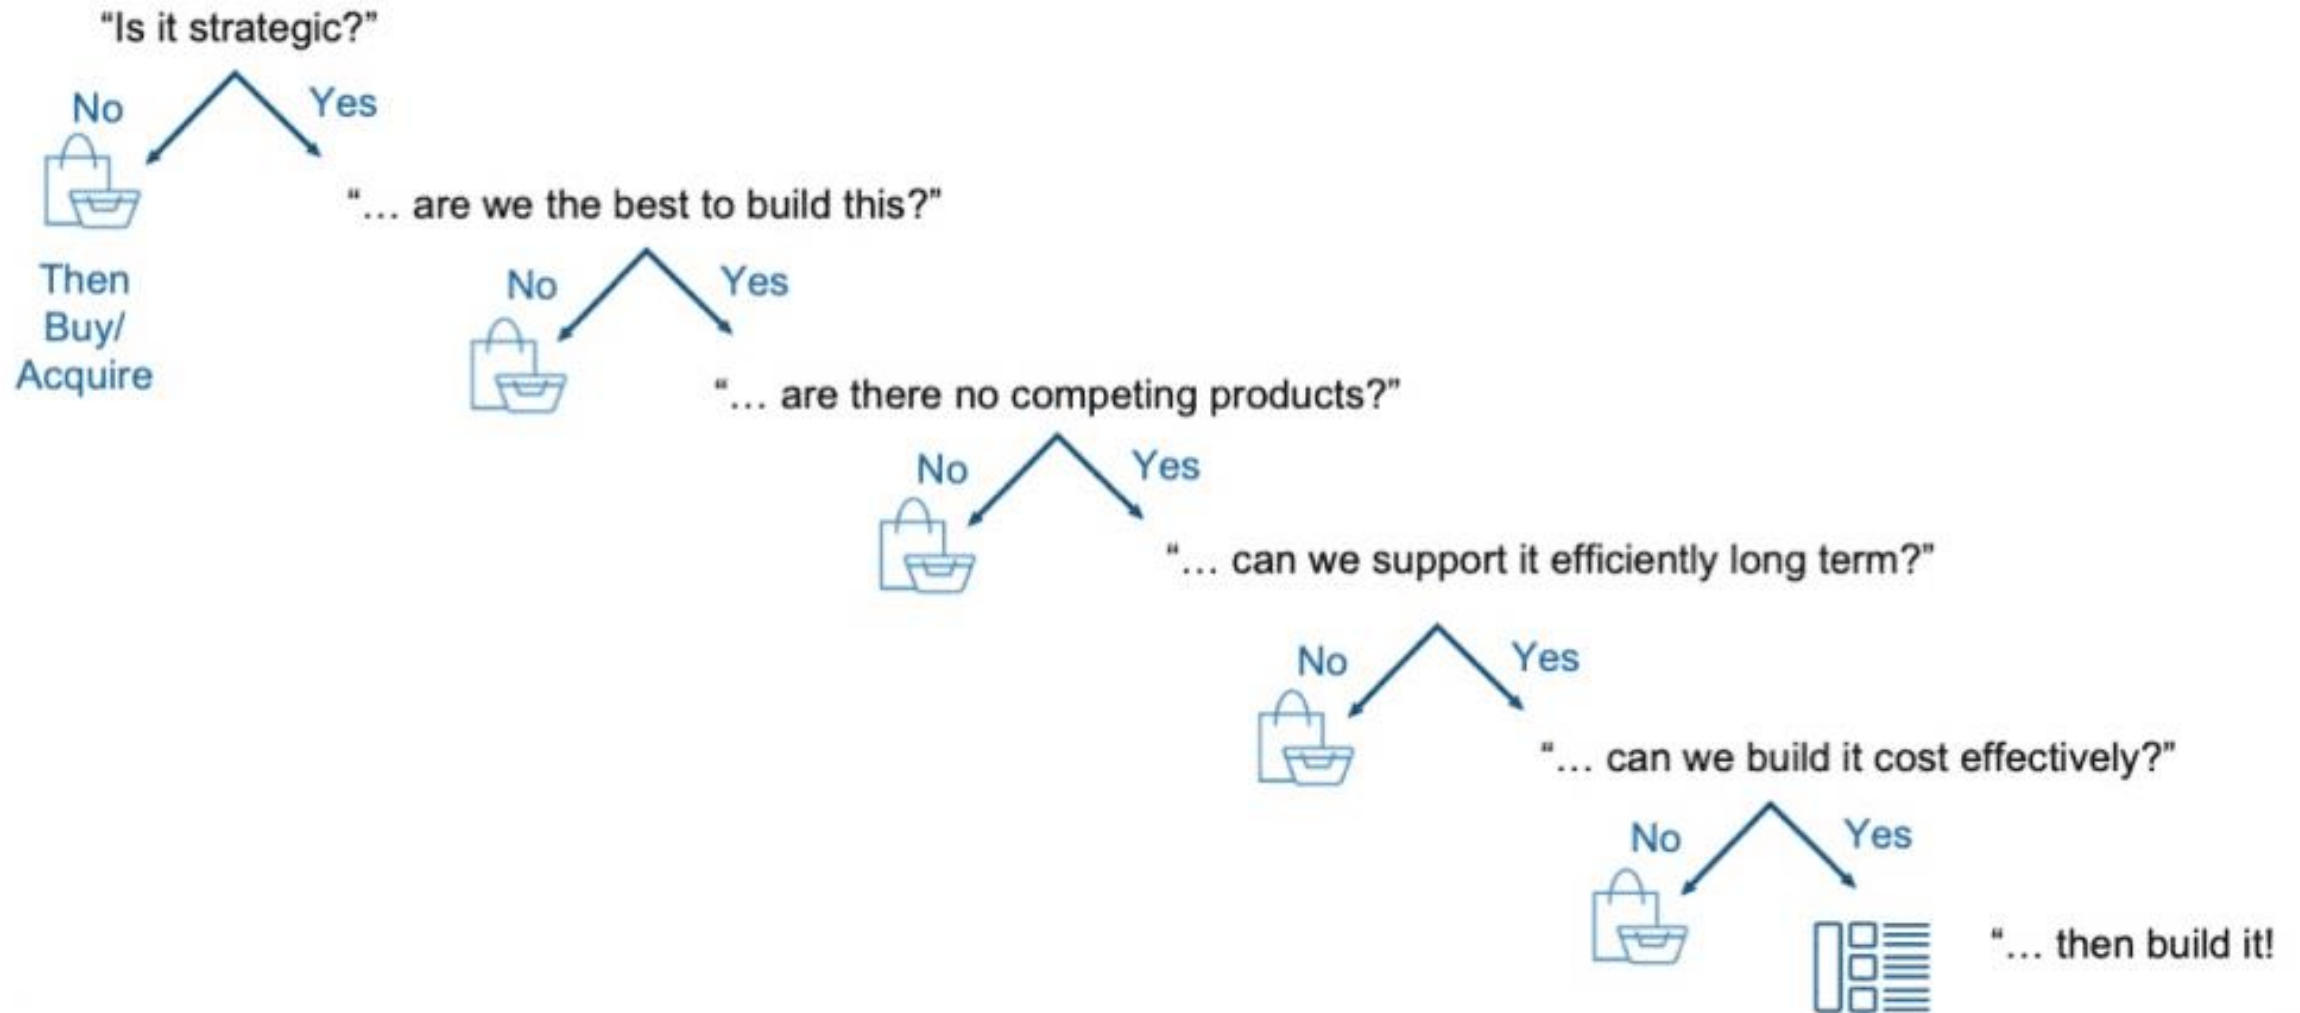 “Is it strategic?”
No
Yes
Then
Buy/
Acquire
“... are we the best to build this?”
No
Yes
“... are there no competing products?”
No
Yes
“... can we support it efficiently long term?”
No
Yes
“... can we build it cost effectively?”
No
Yes
“... then build it!